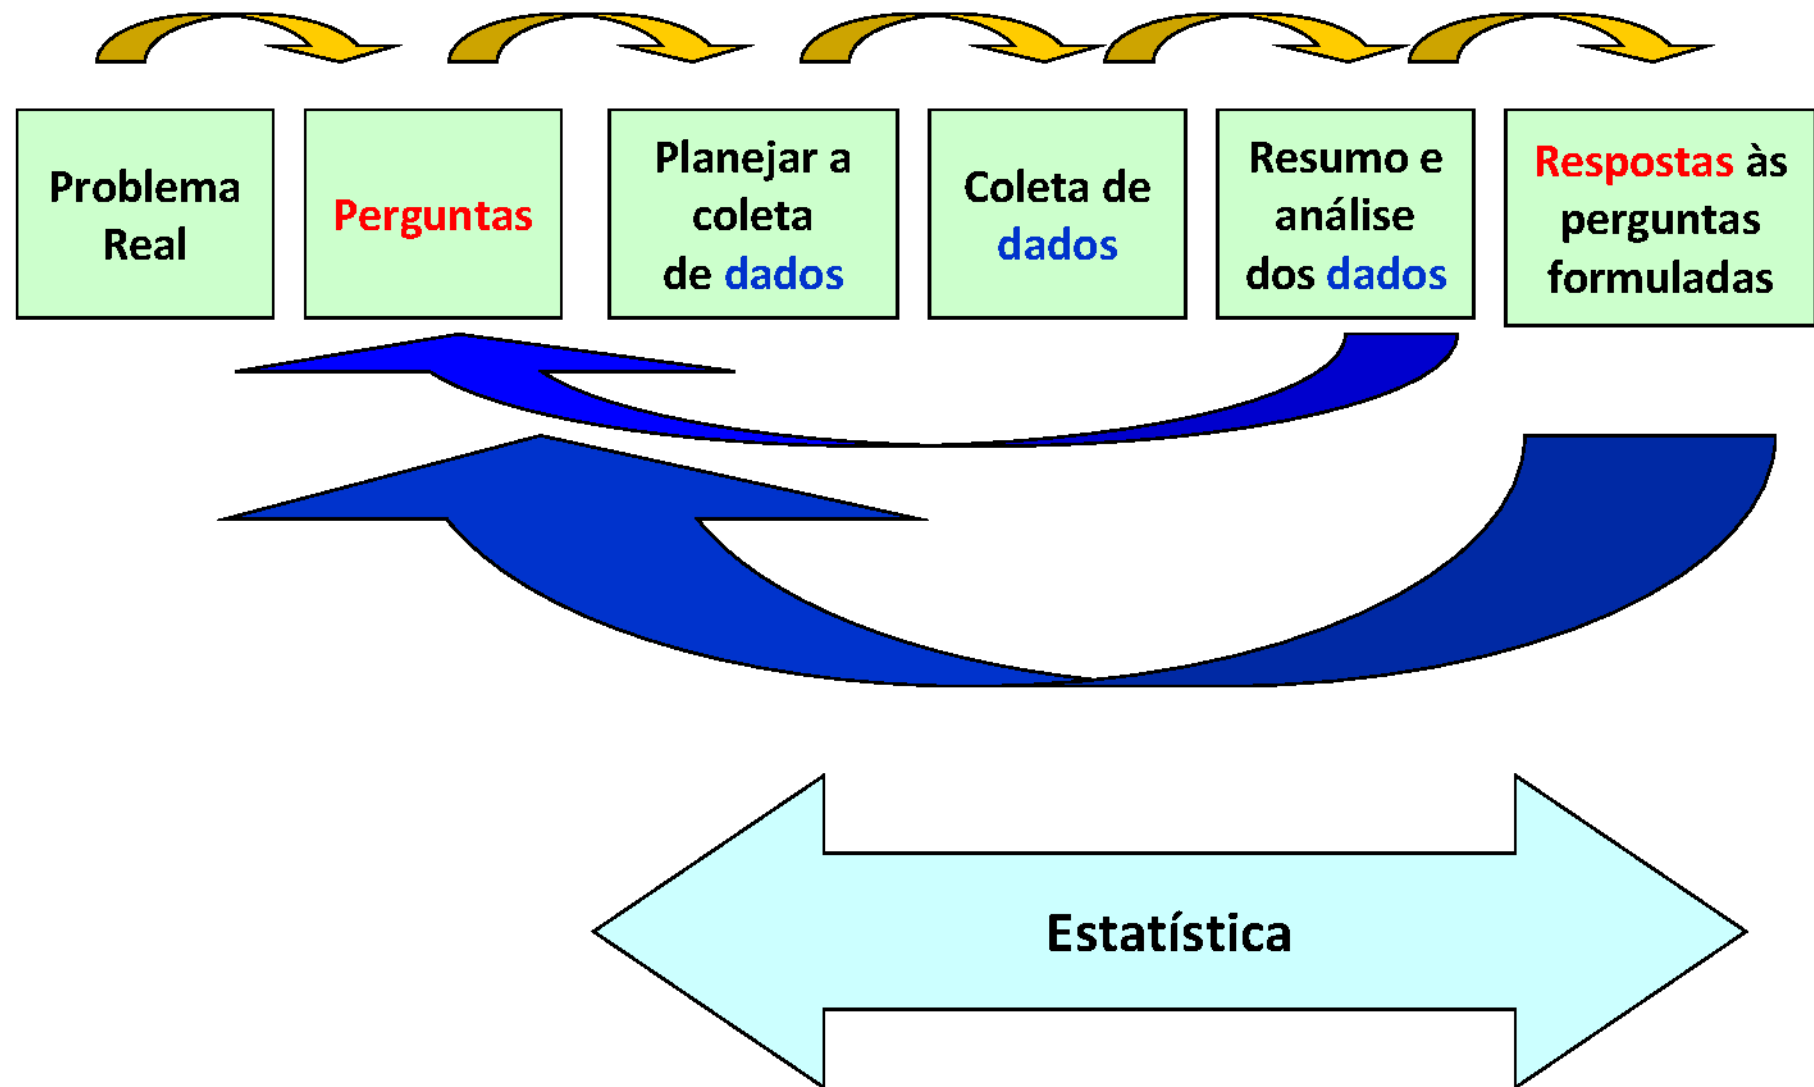 Problema
Real
Perguntas
Planejar a
coleta
de dados
Coleta de
dados
Resumo e
análise
dos dados
Respostas às
perguntas
formuladas
Estatística